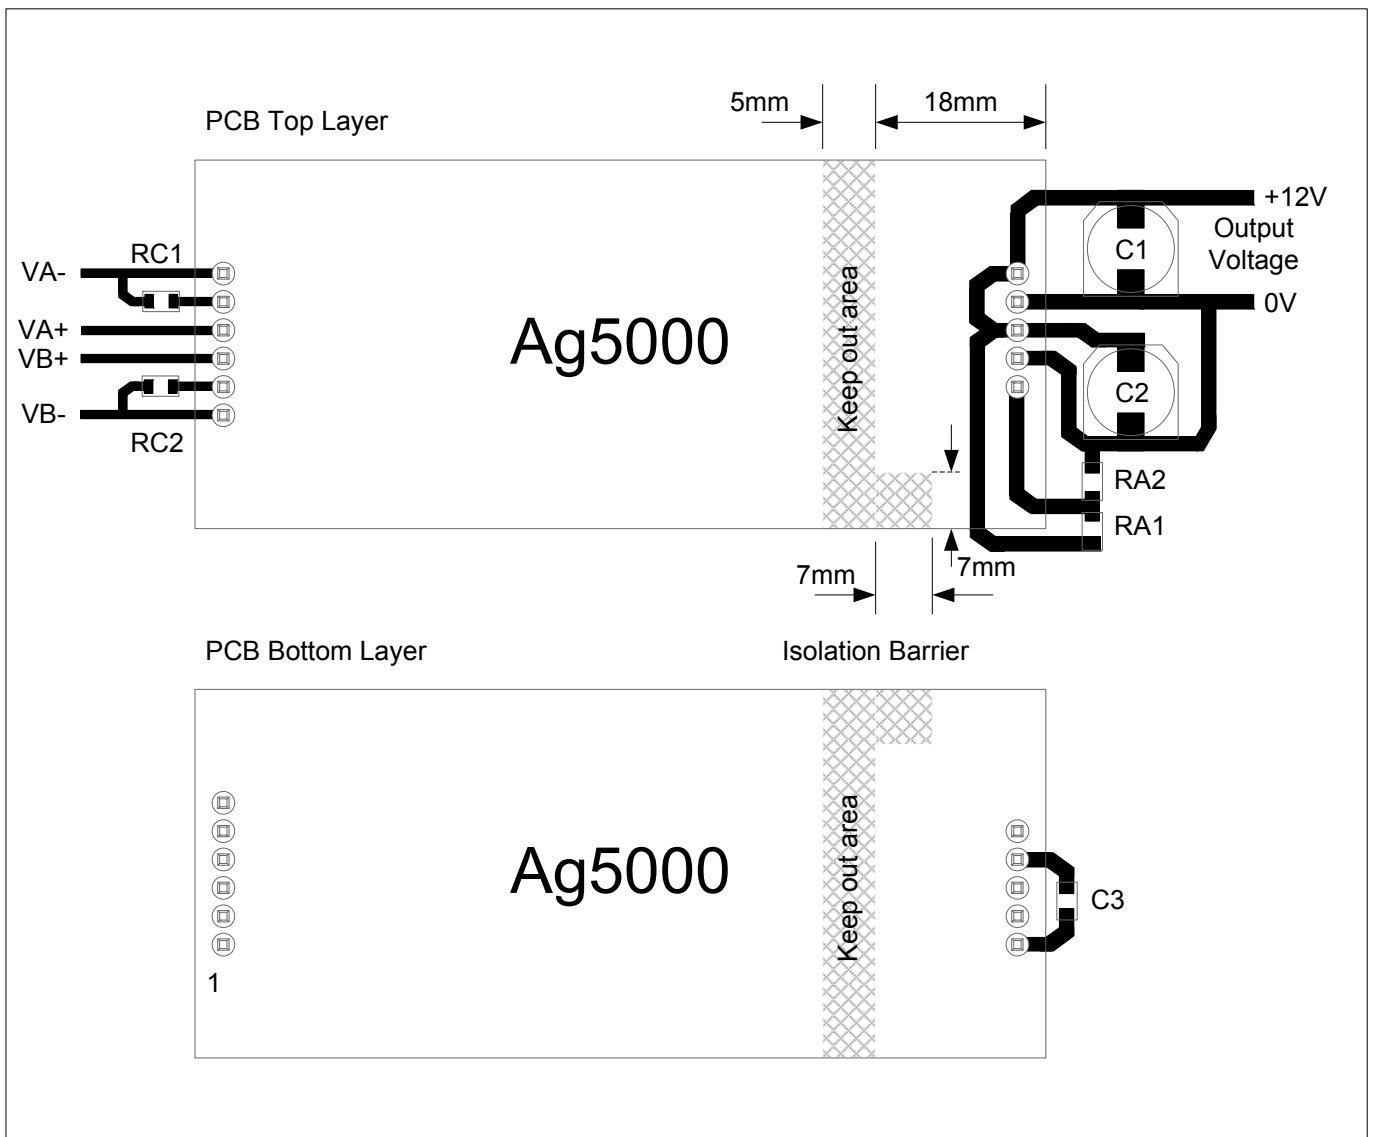 PCB Top Layer
5mm
18mm
+12V
Output
Voltage
0V
C1
C2
RC1
VA-
VA+
VB+
VB-
RC2
Ag5000
Keep out area
RA2
RA1
7mm
7mm
PCB Bottom Layer
Isolation Barrier
Ag5000
Keep out area
C3
1